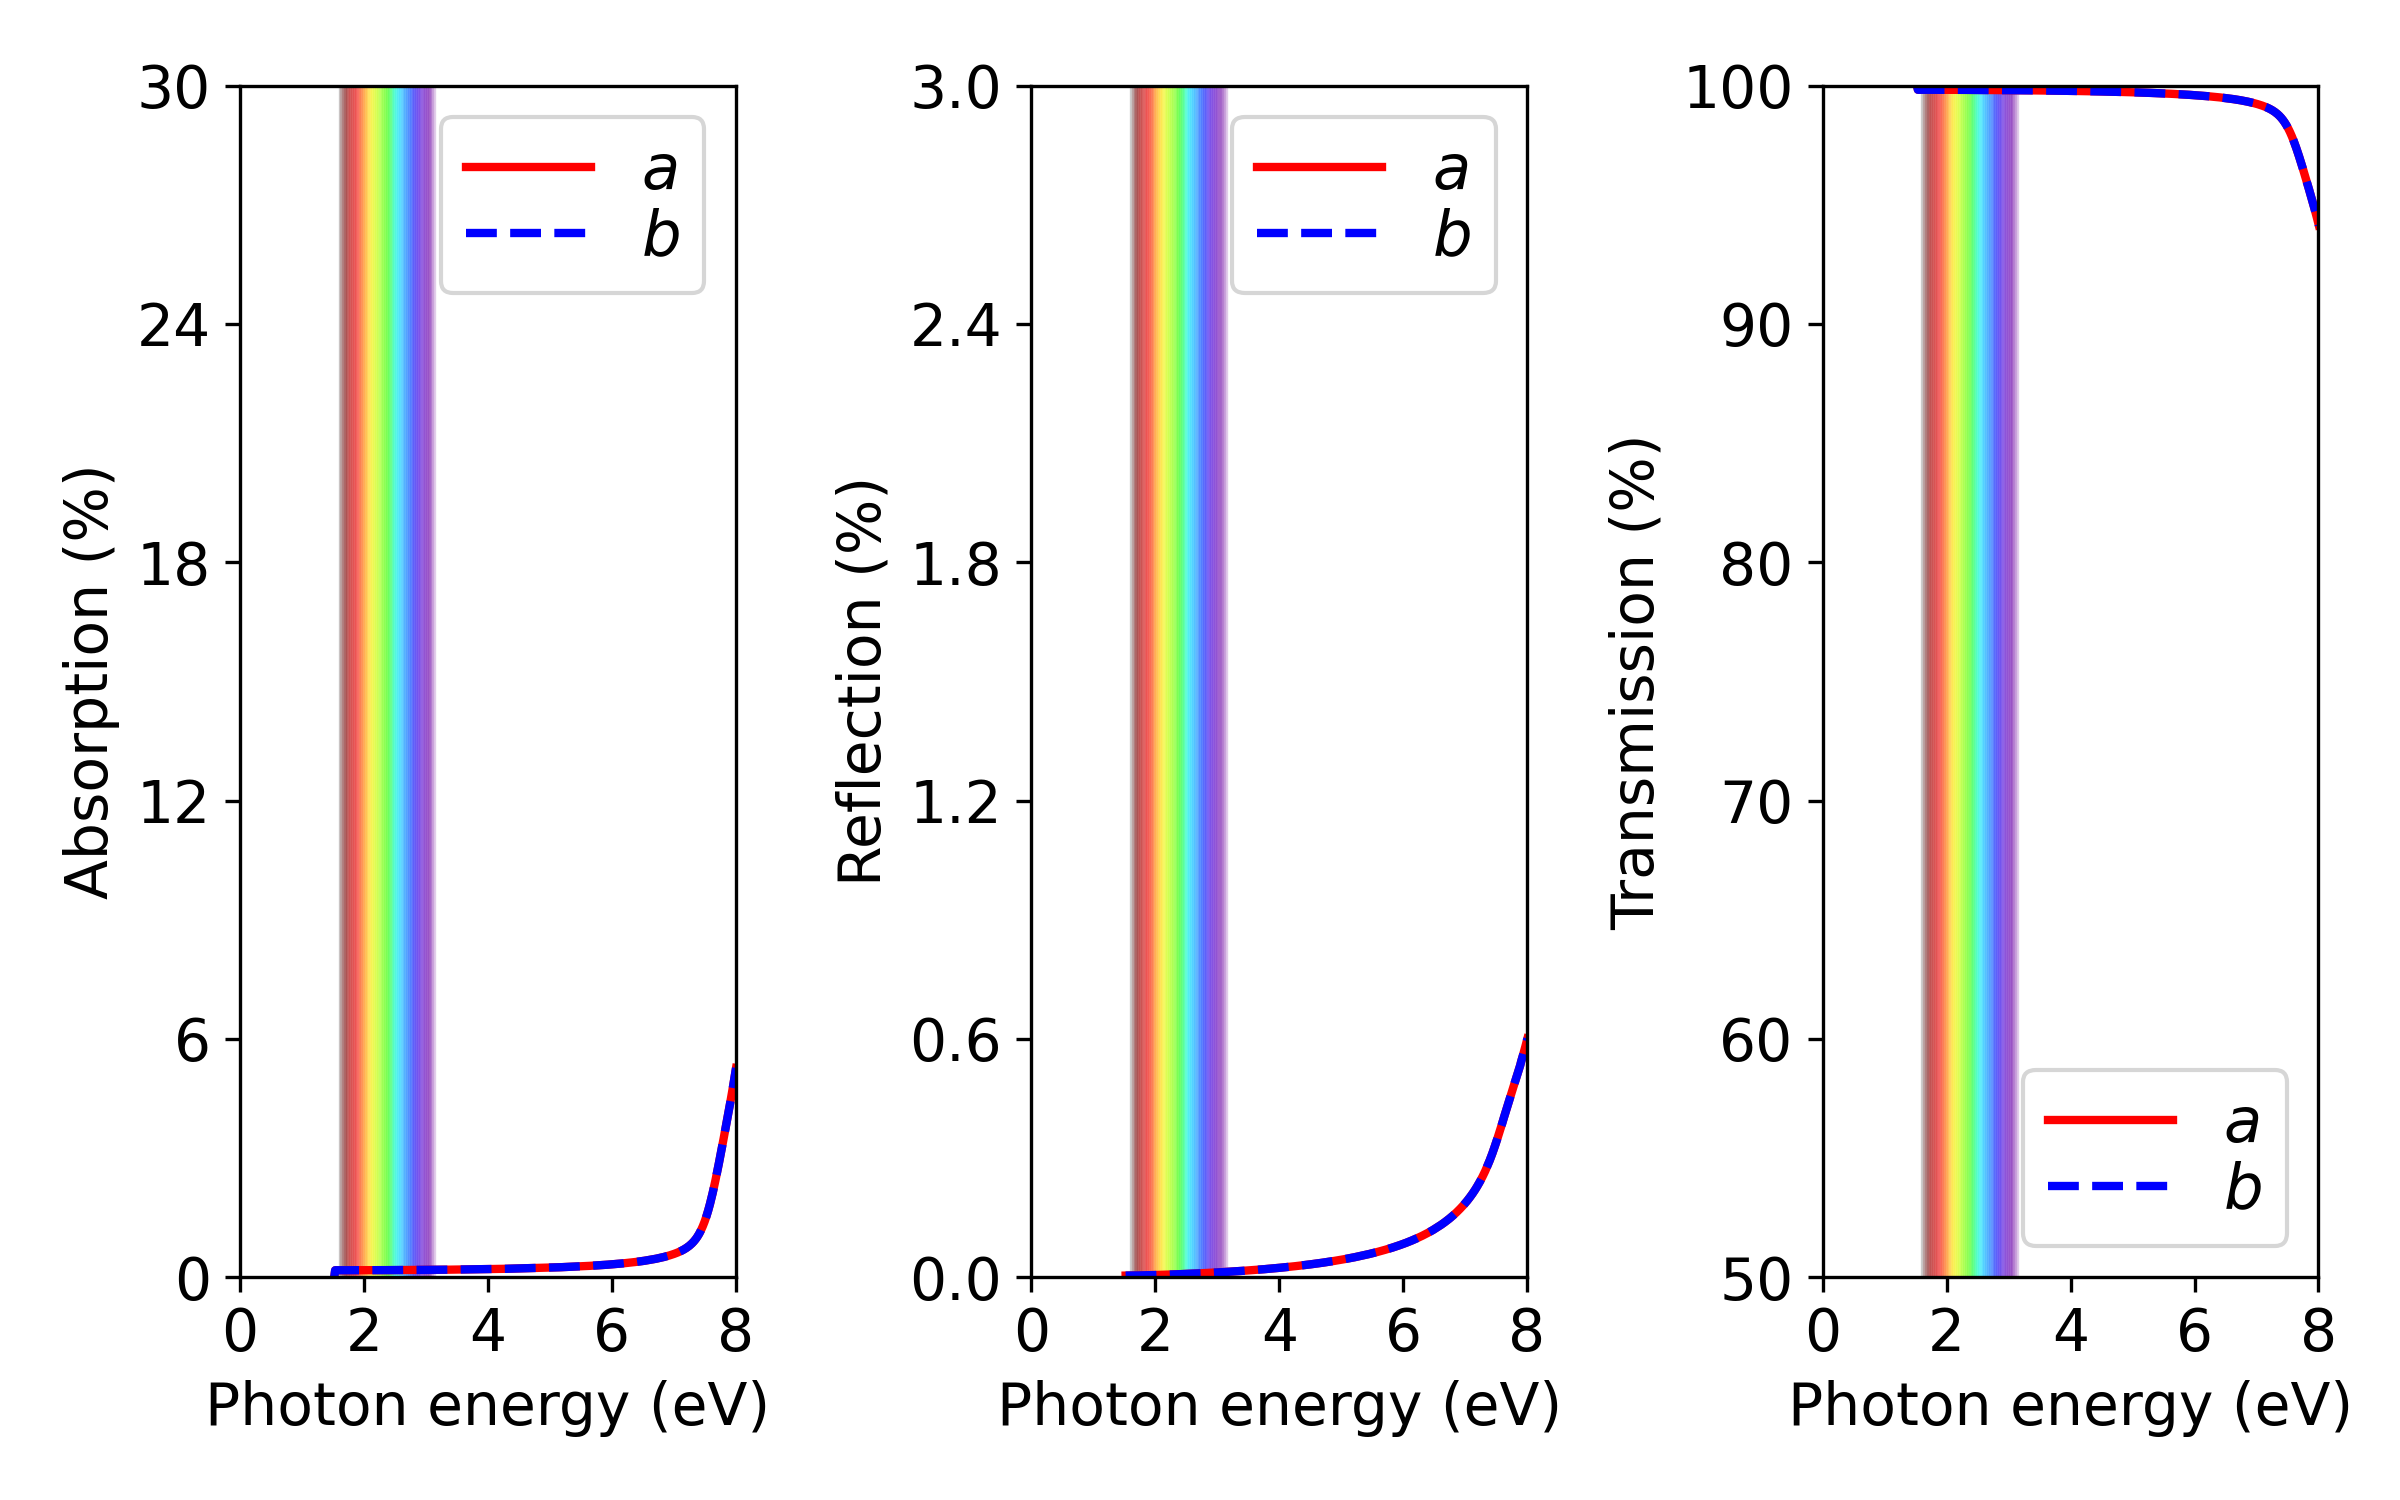 Absorption (%)
30
24
18
12
6
0
0 2 4 6 8
Photon energy (eV)
a
b
Reflection (%)
3.0
2.4
1.8
1.2
0.6
0.0
0 2 4 6 8
Photon energy (eV)
a
b
Transmission (%)
100
90
80
70
60
50
0 2 4 6 8
Photon energy (eV)
a
b